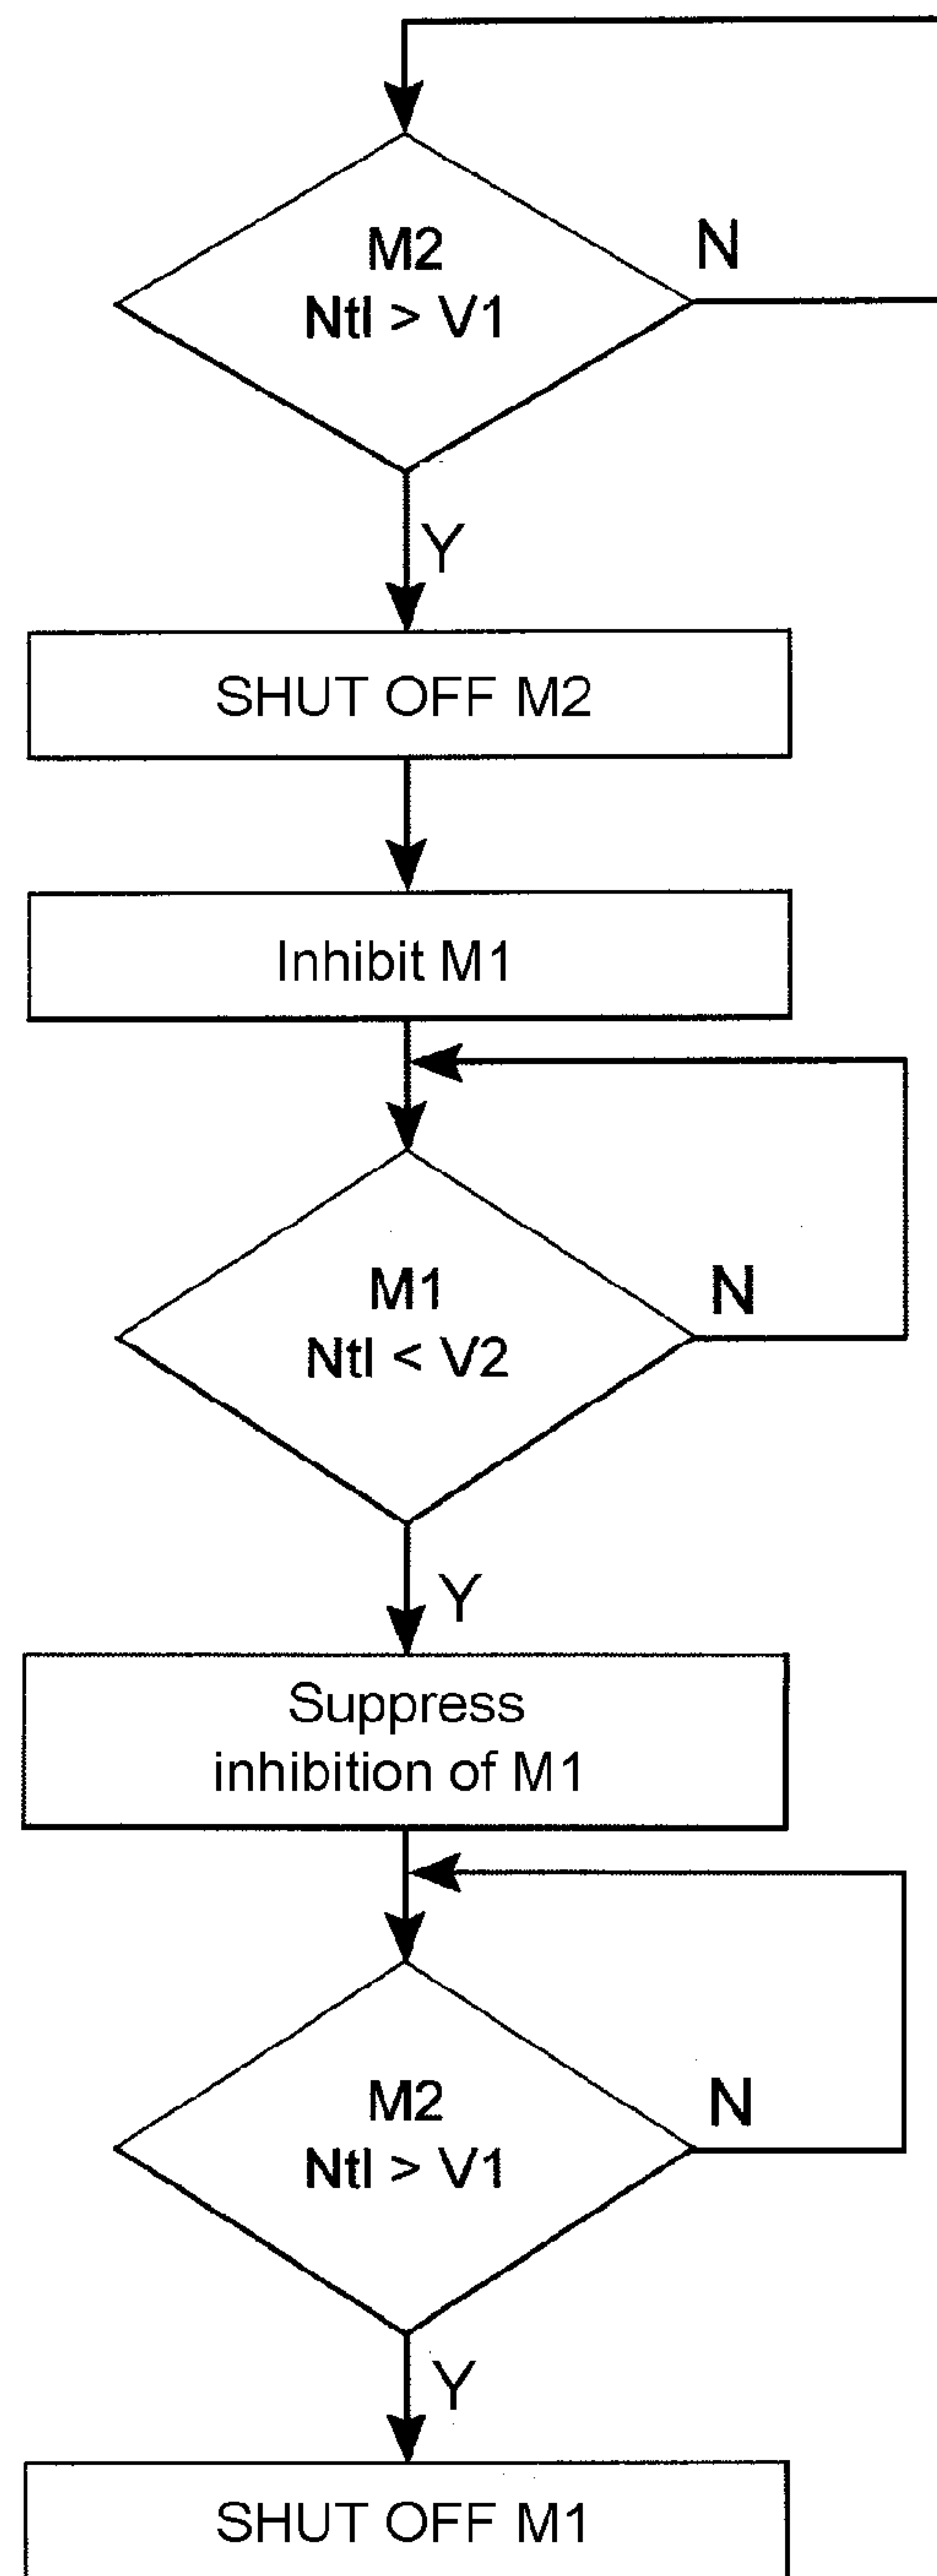 M2
Ntl > V1
N
Y
SHUT OFF M2
Inhibit M1
M1
Ntl < V2
N
Y
Suppress
inhibition of M1
M2
Ntl > V1
N
Y
SHUT OFF M1